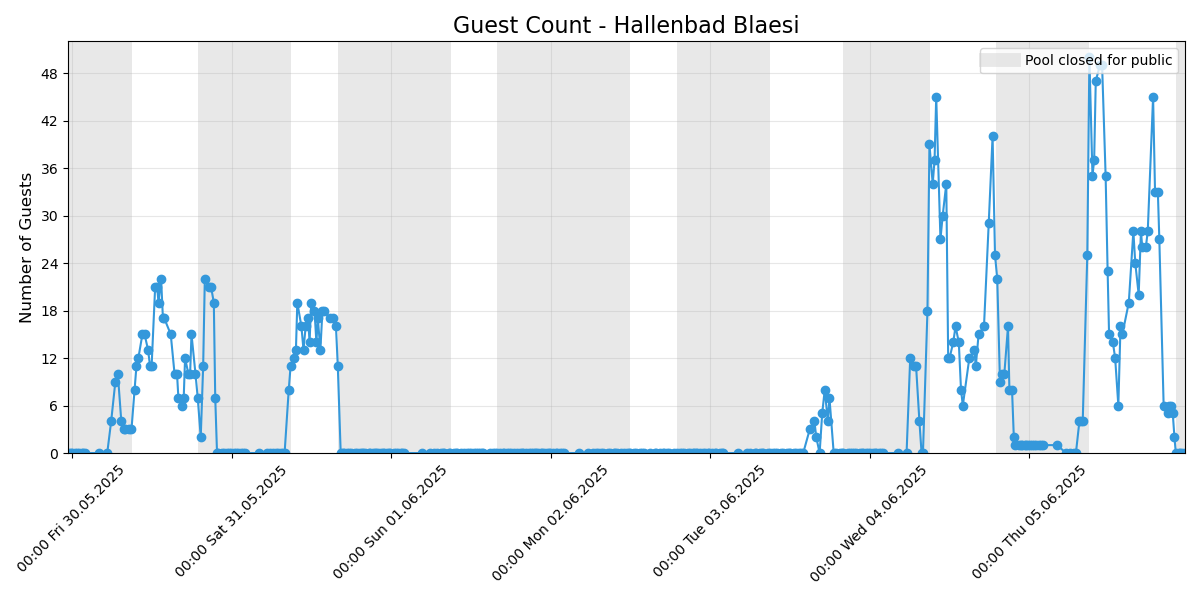 Guest Count - Hallenbad Blaesi
Pool closed for public
Number of Guests
48
42
36
30
24
18
12
6
0
00:00 Fri 30.05.2025
00:00 Sat 31.05.2025
00:00 Sun 01.06.2025
00:00 Mon 02.06.2025
00:00 Tue 03.06.2025
00:00 Wed 04.06.2025
00:00 Thu 05.06.2025